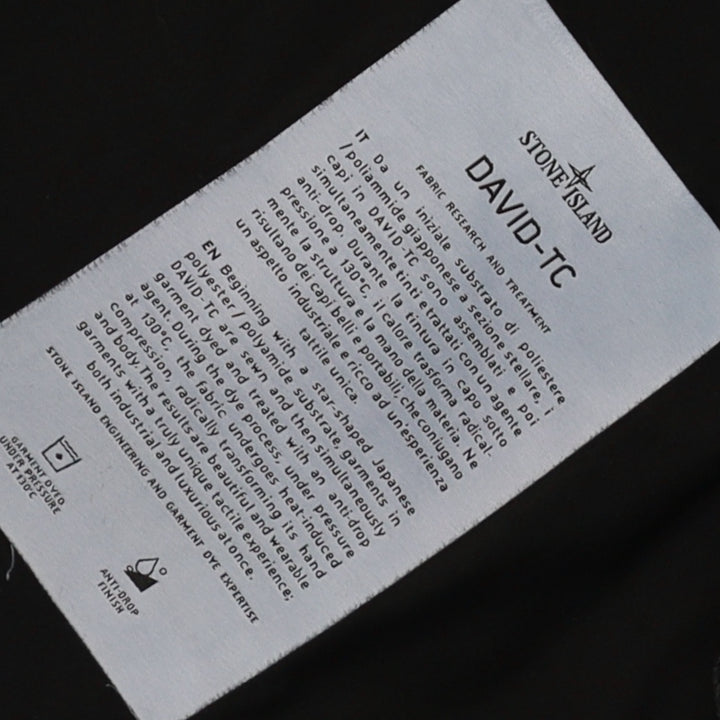 STONE ISLAND
DAVID-TC
FABRIC RESEARCH AND TREATMENT
IT Da un iniziale substrato di poliestere
/poliammide giapponese a sezione stellare, i
capi in DAVID-TC sono assemblati e poi
simultaneamente tinti e trattati con un agente
anti-drop. Durante la tintura in capo sotto
pressione a 130°C, il calore trasforma radical-
mente la struttura e la mano della materia. Ne
risultano dei capi belli e portabili, che coniugano
un aspetto industriale e ricco ad un'esperienza
tattile unica.
EN Beginning with a star-shaped Japanese
polyester / polyamide substrate, garments in
DAVID-TC are sewn and then simultaneously
garment dyed and treated with an anti-drop
agent. During the dye process, under pressure
at 130°C, the fabric undergoes heat-induced
compression, radically transforming its hand
and body. The results are beautiful and wearable
garments with a truly unique tactile experience;
both industrial and luxurious at once.
STONE ISLAND ENGINEERING AND GARMENT DYE EXPERTISE
GARMENT DYED
UNDER PRESSURE
AT 130°C
ANTI-DROP
FINISH